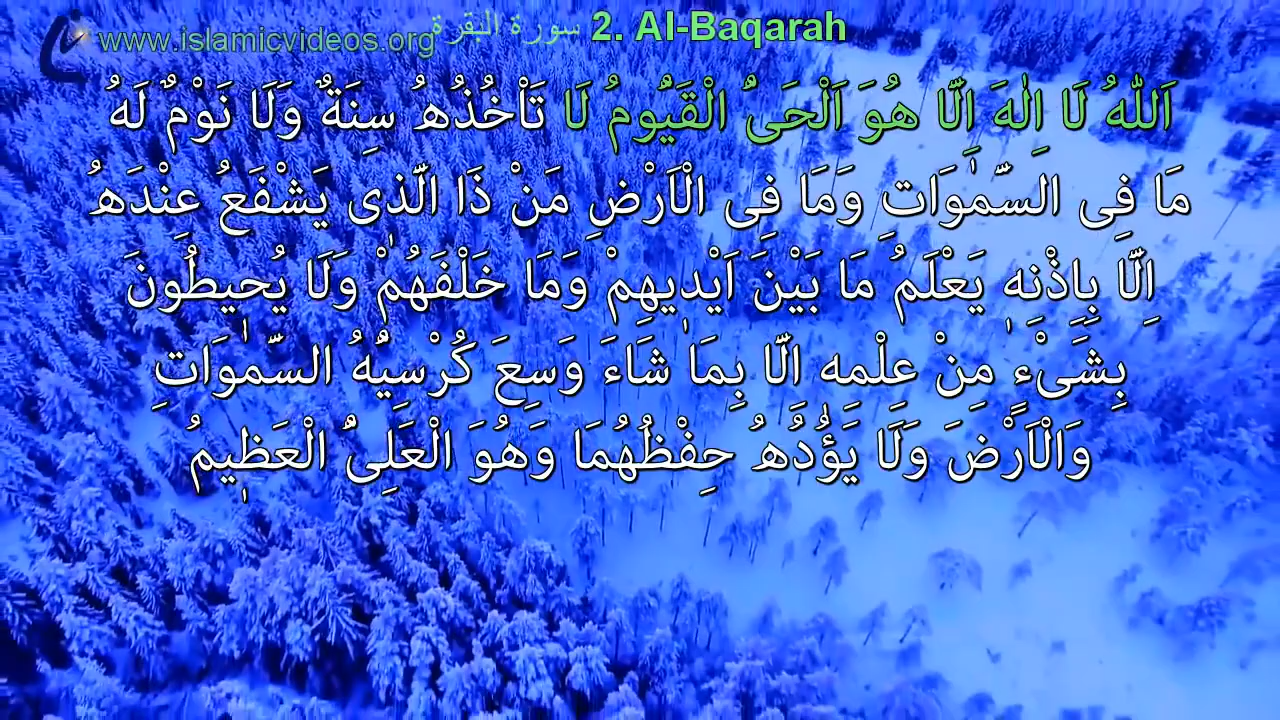 www.islamicvideos.org سورة البقرة 2. Al-Baqarah
اَللّٰهُ لَا اِلٰهَ اِلَّا هُوَ اَلْحَىُّ الْقَيُّومُ لَا تَاْخُذُهُ سِنَةٌ وَلَا نَوْمٌ لَهُ
مَا فِى السَّمٰوَاتِ وَمَا فِى الْاَرْضِ مَنْ ذَا الَّذٖى يَشْفَعُ عِنْدَهُ
اِلَّا بِاِذْنِهٖ يَعْلَمُ مَا بَيْنَ اَيْدٖيهِمْ وَمَا خَلْفَهُمْ وَلَا يُحٖيطُونَ
بِشَىْءٍ مِنْ عِلْمِهٖ اِلَّا بِمَا شَاءَ وَسِعَ كُرْسِيُّهُ السَّمٰوَاتِ
وَالْاَرْضَ وَلَا يَؤُدُهُ حِفْظُهُمَا وَهُوَ الْعَلِىُّ الْعَظٖيمُ